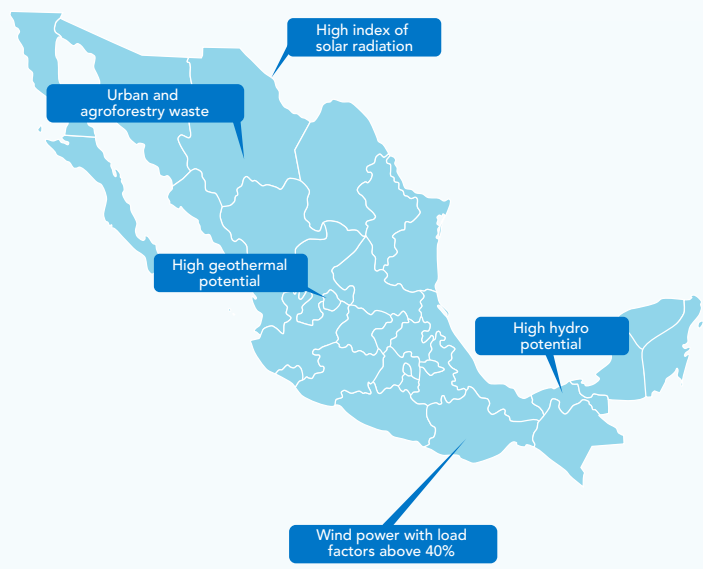 High index of
solar radiation
Urban and
agroforestry waste
High geothermal
potential
High hydro
potential
Wind power with load
factors above 40%